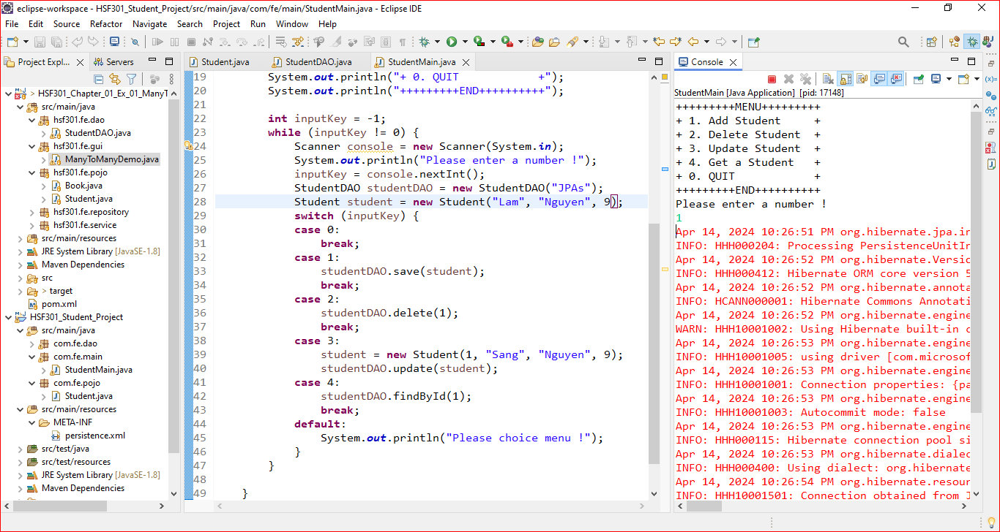 eclipse-workspace - HSF301_Student_Project/src/main/java/com/fe/main/StudentMain.java - Eclipse IDE
File Edit Source Refactor Navigate Search Project Run Window Help
Project Expl... Servers
> HSF301_Chapter_01_Ex_01_ManyT
src/main/java
hsf301.fe.dao
StudentDAO.java
hsf301.fe.gui
ManyToManyDemo.java
hsf301.fe.pojo
Book.java
Student.java
hsf301.fe.repository
hsf301.fe.service
src/main/resources
JRE System Library [JavaSE-1.8]
Maven Dependencies
src
> target
pom.xml
HSF301_Student_Project
src/main/java
com.fe.dao
com.fe.main
StudentMain.java
com.fe.pojo
Student.java
src/main/resources
META-INF
persistence.xml
src/test/java
src/test/resources
JRE System Library [JavaSE-1.8]
Maven Dependencies
Student.java StudentDAO.java StudentMain.java
19 System.out.println("+ 0. QUIT            +");
20 System.out.println("+++++++++END++++++++++");
21
22 int inputKey = -1;
23 while (inputKey != 0) {
24 Scanner console = new Scanner(System.in);
25 System.out.println("Please enter a number !");
26 inputKey = console.nextInt();
27 StudentDAO studentDAO = new StudentDAO("JPAs");
28 Student student = new Student("Lam", "Nguyen", 9);
29 switch (inputKey) {
30 case 0:
31 break;
32 case 1:
33 studentDAO.save(student);
34 break;
35 case 2:
36 studentDAO.delete(1);
37 break;
38 case 3:
39 student = new Student(1, "Sang", "Nguyen", 9);
40 studentDAO.update(student);
41 case 4:
42 studentDAO.findById(1);
43 break;
44 default:
45 System.out.println("Please choice menu !");
46 }
47 }
48
49 }
Console
StudentMain [Java Application] [pid: 17148]
+++++++++MENU+++++++++
+ 1. Add Student     +
+ 2. Delete Student  +
+ 3. Update Student  +
+ 4. Get a Student   +
+ 0. QUIT            +
+++++++++END++++++++++
Please enter a number !
1
Apr 14, 2024 10:26:51 PM org.hibernate.jpa.in
INFO: HHH000204: Processing PersistenceUnitIn
Apr 14, 2024 10:26:52 PM org.hibernate.Versic
INFO: HHH000412: Hibernate ORM core version 5
Apr 14, 2024 10:26:52 PM org.hibernate.annota
INFO: HCANN000001: Hibernate Commons Annotati
Apr 14, 2024 10:26:52 PM org.hibernate.engine
WARN: HHH10001002: Using Hibernate built-in c
Apr 14, 2024 10:26:53 PM org.hibernate.engine
INFO: HHH10001005: using driver [com.microsof
Apr 14, 2024 10:26:53 PM org.hibernate.engine
INFO: HHH10001001: Connection properties: {pa
Apr 14, 2024 10:26:53 PM org.hibernate.engine
INFO: HHH10001003: Autocommit mode: false
Apr 14, 2024 10:26:53 PM org.hibernate.engine
INFO: HHH000115: Hibernate connection pool si
Apr 14, 2024 10:26:53 PM org.hibernate.dialec
INFO: HHH000400: Using dialect: org.hibernate
Apr 14, 2024 10:26:54 PM org.hibernate.resour
INFO: HHH10001501: Connection obtained from J